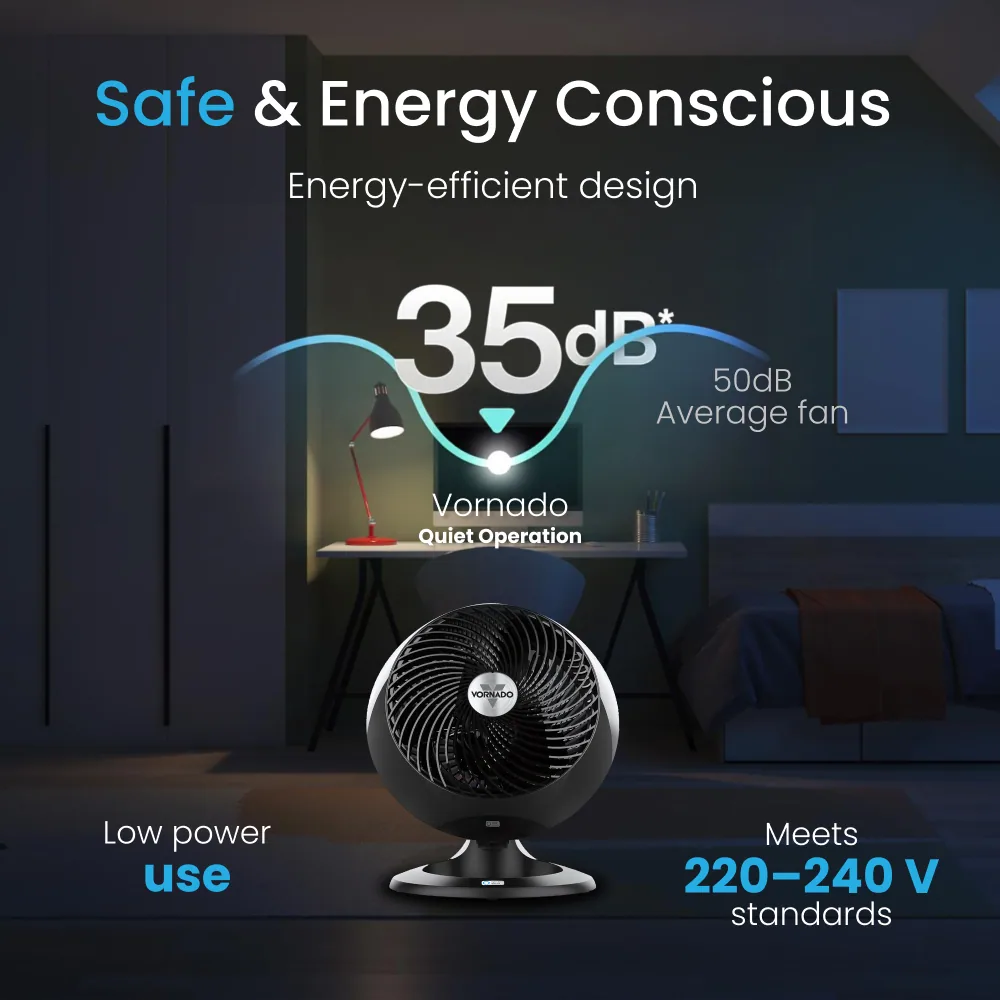 Safe & Energy Conscious
Energy-efficient design
35dB*
50dB
Average fan
Vornado
Quiet Operation
VORNADO
Low power
use
Meets
220–240 V
standards